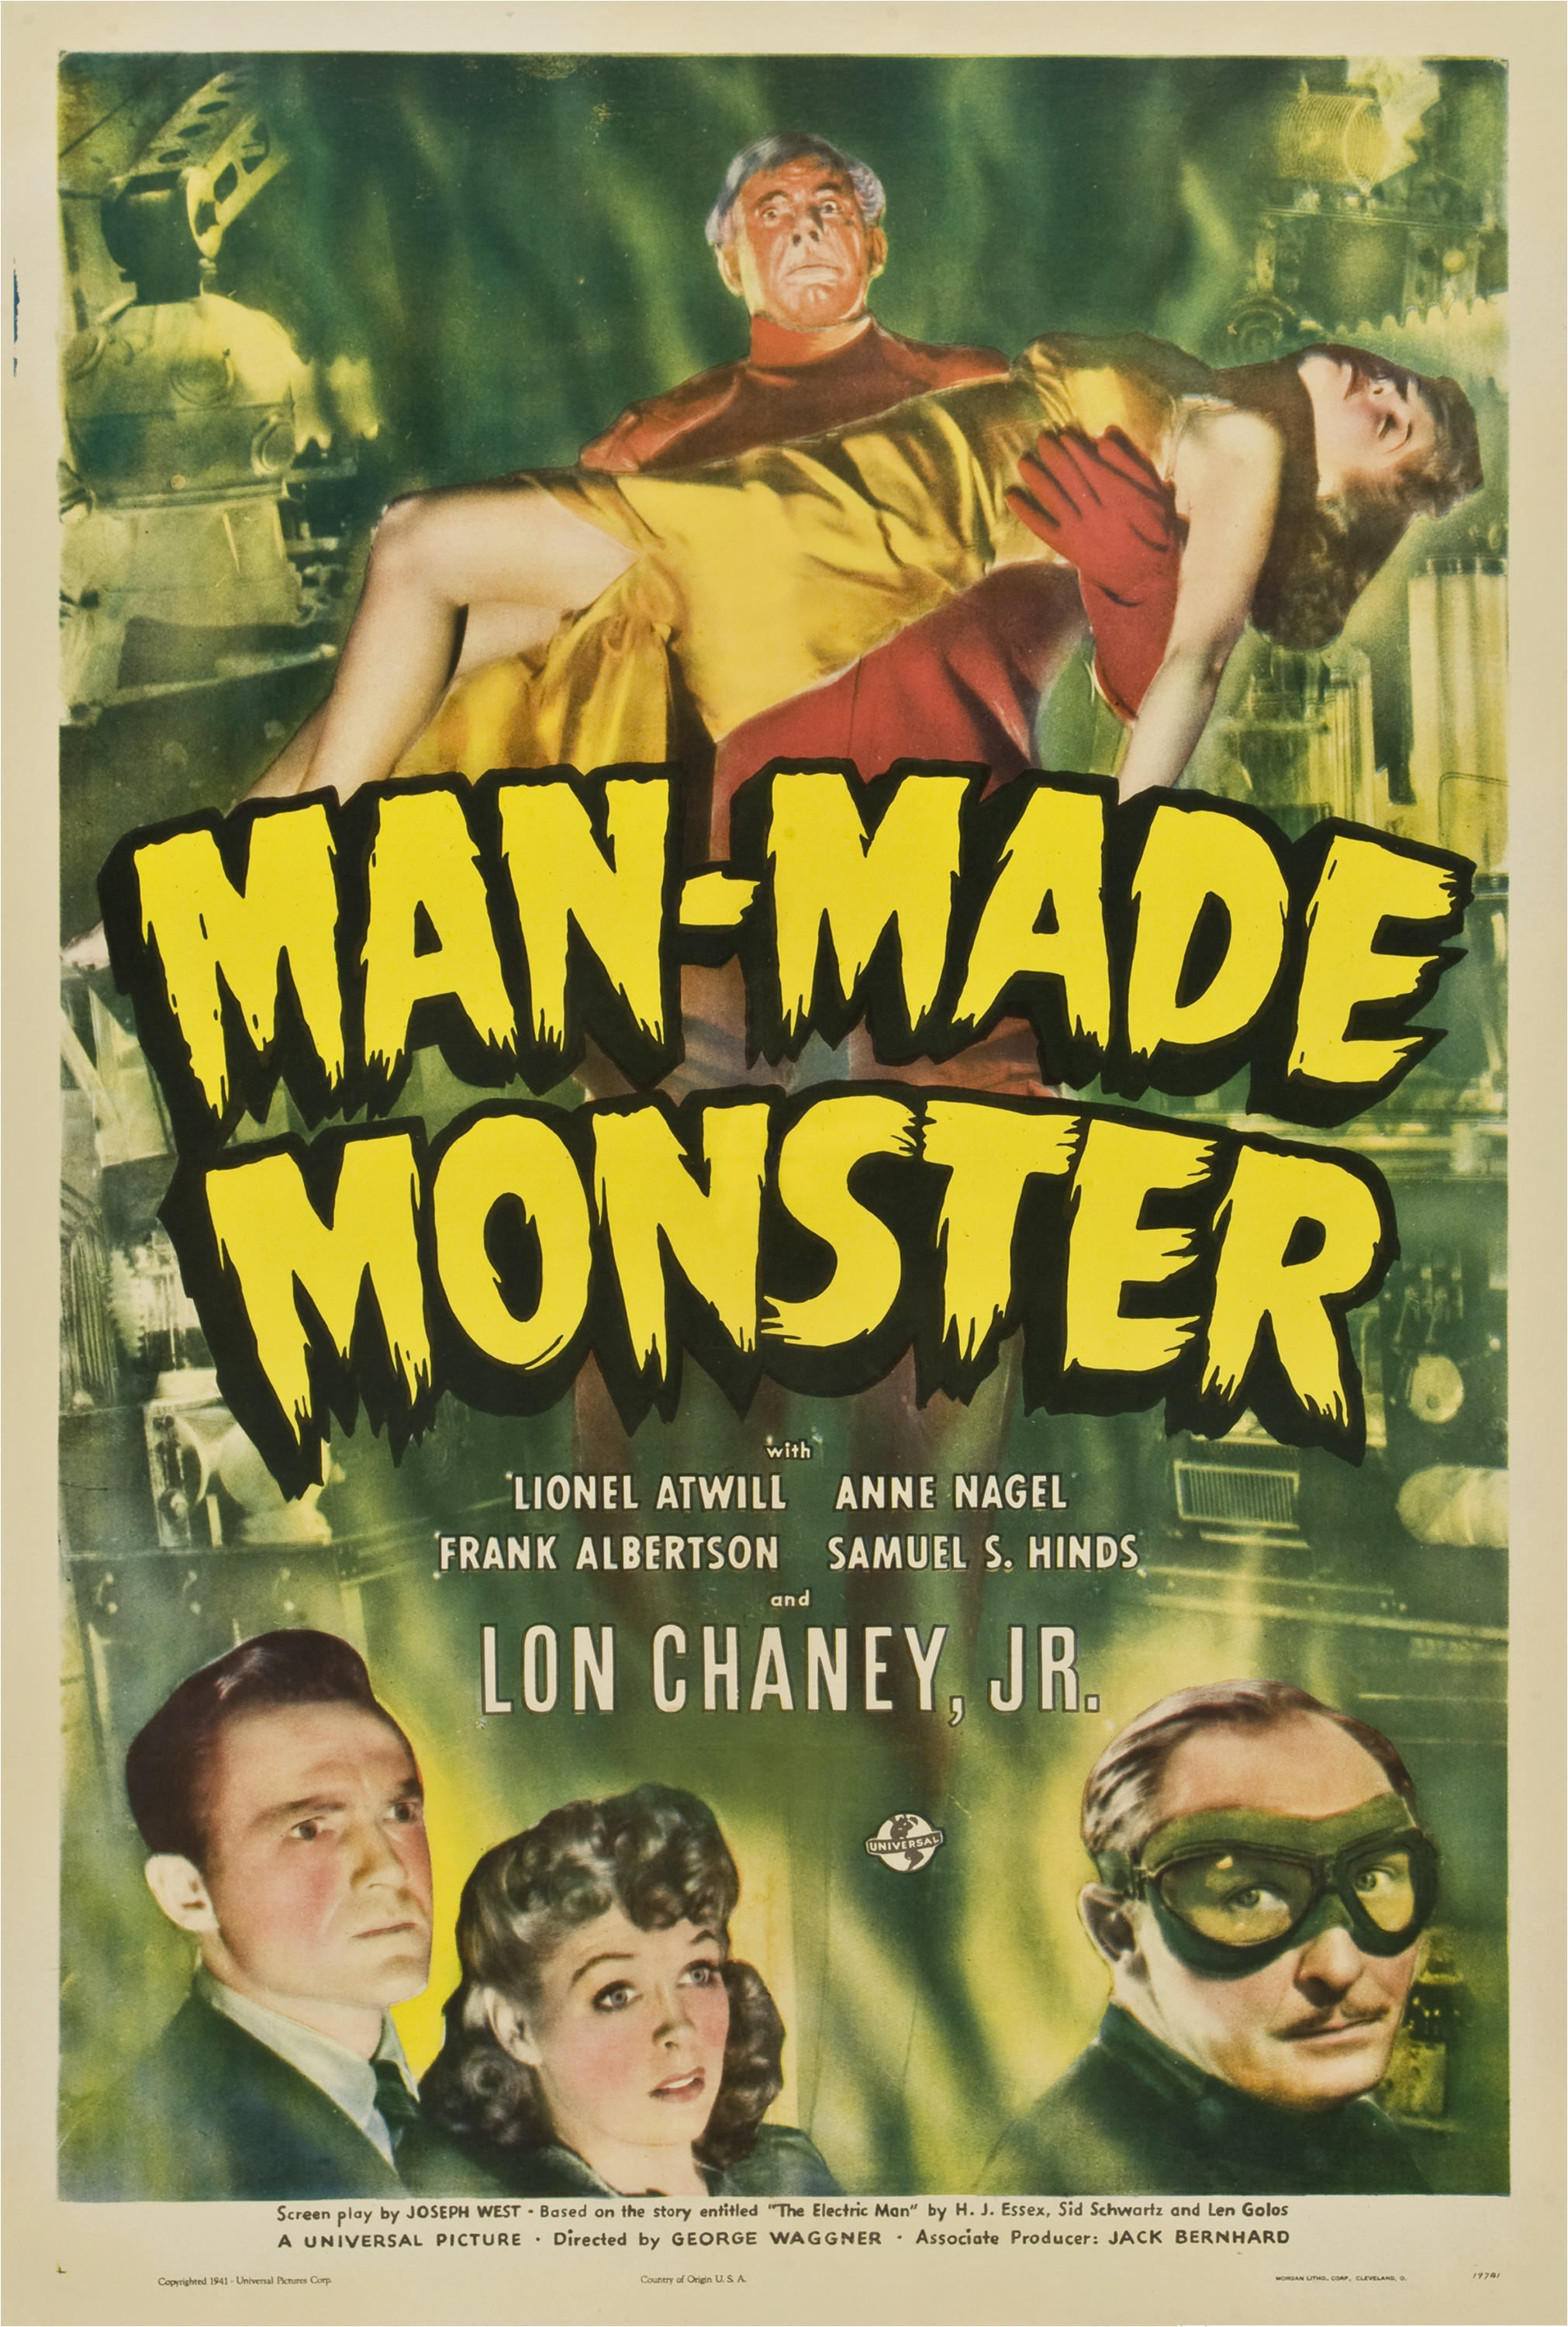 MAN-MADE
MONSTER
with
LIONEL ATWILL ANNE NAGEL
FRANK ALBERTSON SAMUEL S. HINDS
and
LON CHANEY, JR.
UNIVERSAL
Screen play by JOSEPH WEST · Based on the story entitled "The Electric Man" by H. J. Essex, Sid Schwartz and Len Golos
A UNIVERSAL PICTURE · Directed by GEORGE WAGGNER · Associate Producer: JACK BERNHARD
Copyrighted 1941 - Universal Pictures Corp. Country of Origin U. S. A. MORGAN LITHO. CORP., CLEVELAND, O.